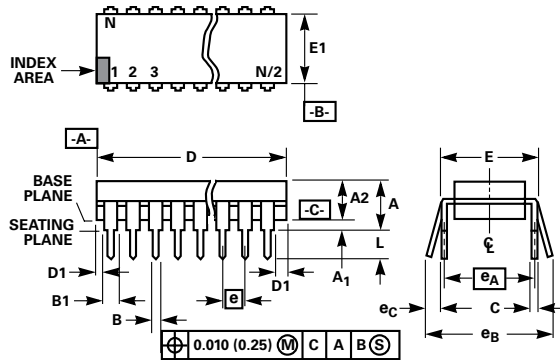 N
E1
INDEX
AREA
1 2 3 N/2
-B-
-A-
D
E
BASE
PLANE
A2
A
-C-
SEATING
PLANE
L
D1
A1
D1
eA
B1
e
eC
C
B
eB
0.010 (0.25) M C A B S
CL